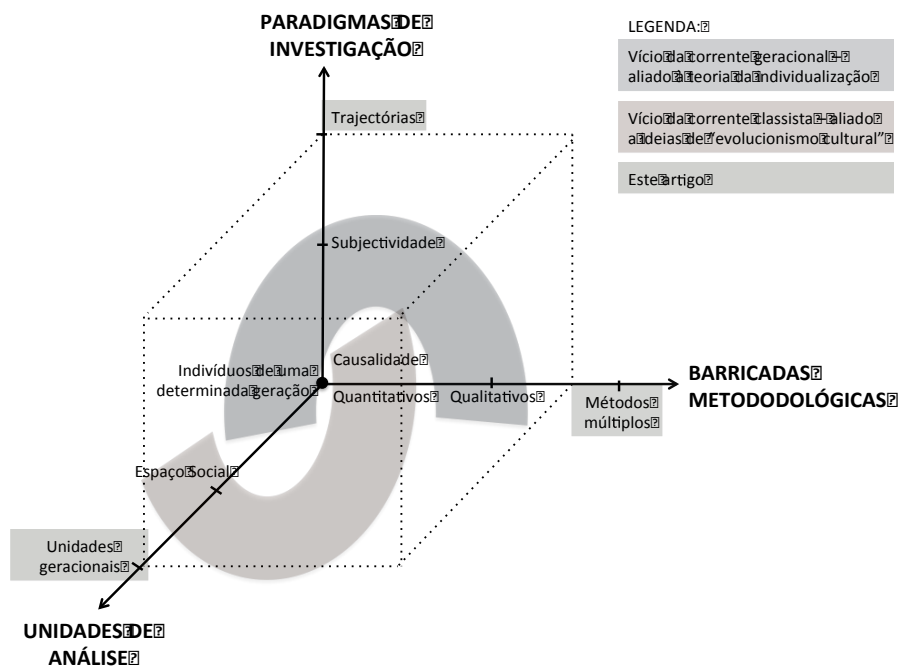 PARADIGMAS DE
INVESTIGAÇÃO
LEGENDA:
Vício da corrente geracional –
aliado à teoria da individualização
Vício da corrente classista – aliado
a ideias de “evolucionismo cultural”
Este artigo
Trajectórias
Subjectividade
Causalidade
Indivíduos de uma
determinada geração
Quantitativos
Qualitativos
Métodos
múltiplos
BARRICADAS
METODODOLÓGICAS
Espaço Social
Unidades
geracionais
UNIDADES DE
ANÁLISE